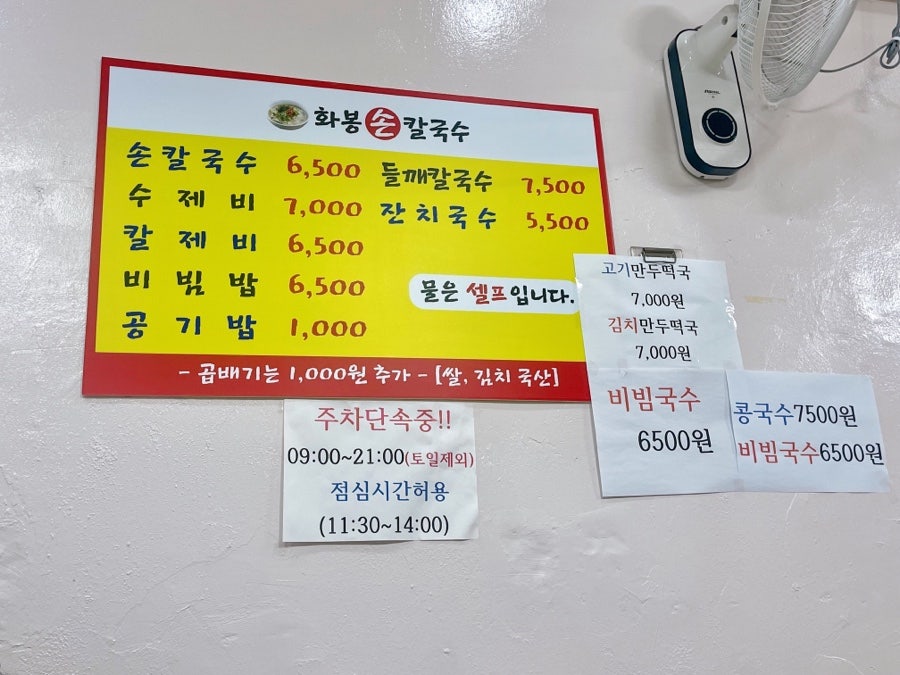 화봉 손 칼국수
손칼국수 6,500
수제비 7,000
칼제비 6,500
비빔밥 6,500
공기밥 1,000
들깨칼국수 7,500
잔치국수 5,500
물은 셀프입니다.
- 곱배기는 1,000원 추가 - [쌀, 김치 국산]
고기만두떡국
7,000원
김치만두떡국
7,000원
비빔국수
6500원
콩국수7500원
비빔국수6500원
주차단속중!!
09:00~21:00(토일제외)
점심시간허용
(11:30~14:00)